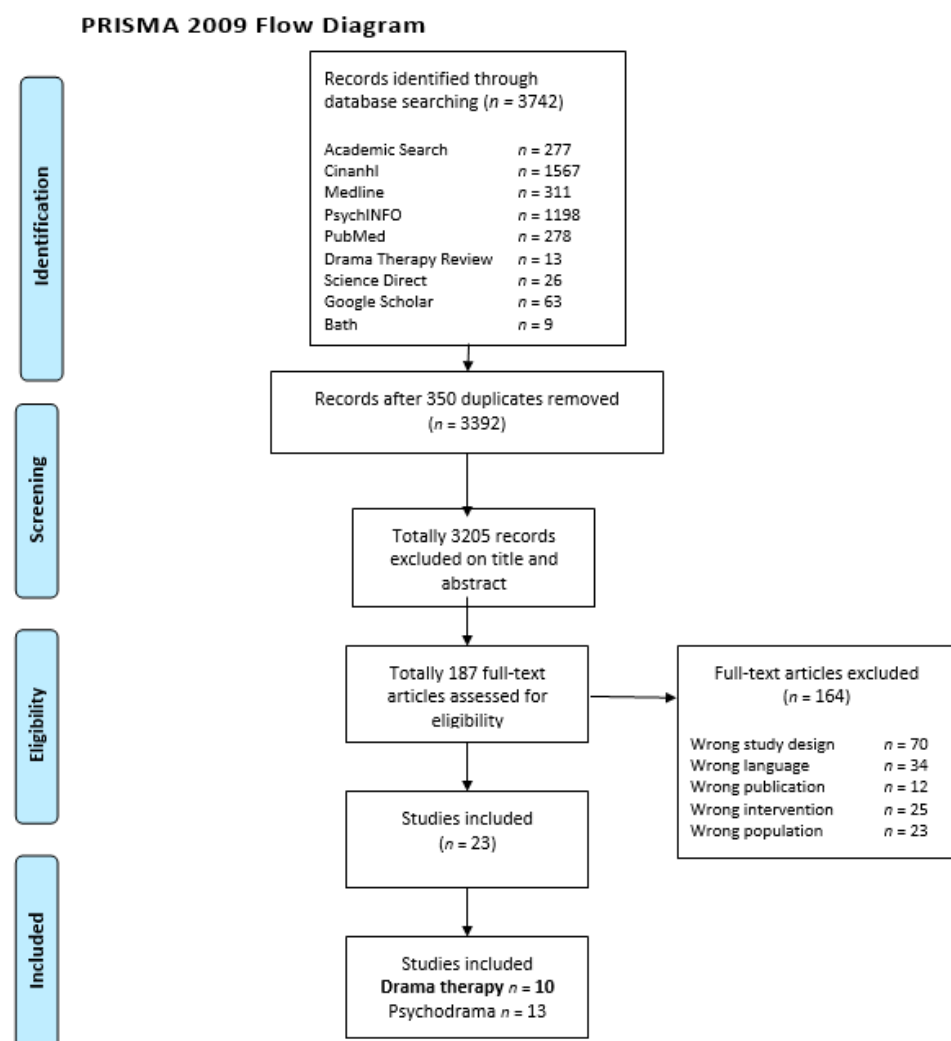 PRISMA 2009 Flow Diagram
Identification
Records identified through
database searching (n = 3742)
Academic Search n = 277
Cinanhl n = 1567
Medline n = 311
PsychINFO n = 1198
PubMed n = 278
Drama Therapy Review n = 13
Science Direct n = 26
Google Scholar n = 63
Bath n = 9
Screening
Records after 350 duplicates removed
(n = 3392)
Totally 3205 records
excluded on title and
abstract
Eligibility
Totally 187 full-text
articles assessed for
eligibility
Full-text articles excluded
(n = 164)
Wrong study design n = 70
Wrong language n = 34
Wrong publication n = 12
Wrong intervention n = 25
Wrong population n = 23
Studies included
(n = 23)
Included
Studies included
Drama therapy n = 10
Psychodrama n = 13